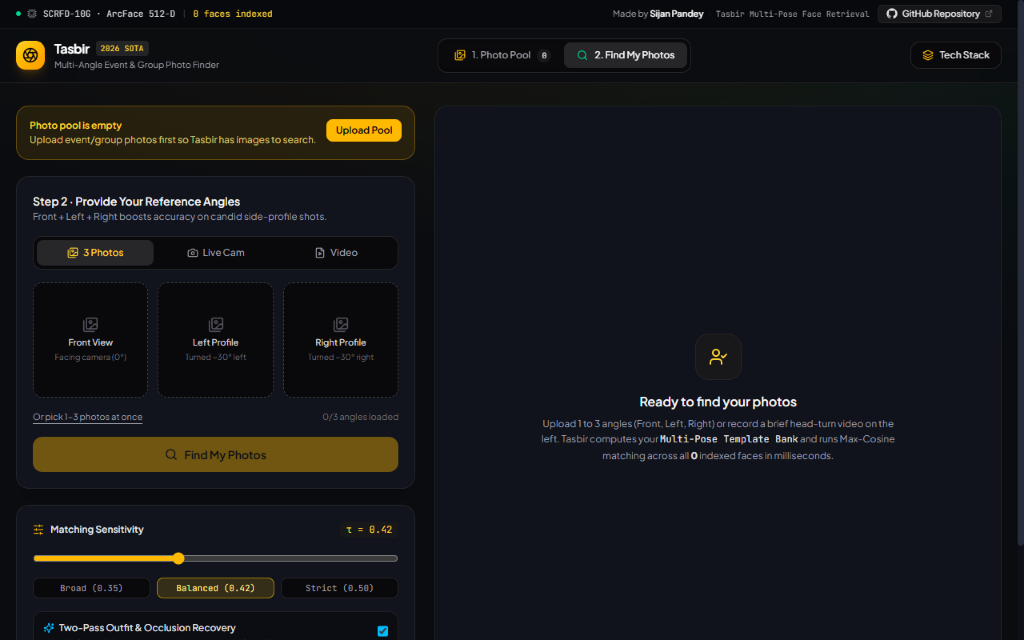 SCRFD-10G · ArcFace 512-D | 0 faces indexed
Made by Sijan Pandey
Tasbir Multi-Pose Face Retrieval
GitHub Repository
Tasbir 2026 SOTA
Multi-Angle Event & Group Photo Finder
1. Photo Pool 0
2. Find My Photos
Tech Stack
Photo pool is empty
Upload event/group photos first so Tasbir has images to search.
Upload Pool
Step 2 · Provide Your Reference Angles
Front + Left + Right boosts accuracy on candid side-profile shots.
3 Photos
Live Cam
Video
Front View
Facing camera (0°)
Left Profile
Turned ~30° left
Right Profile
Turned ~30° right
Or pick 1–3 photos at once
0/3 angles loaded
Find My Photos
Matching Sensitivity
τ = 0.42
Broad (0.35)
Balanced (0.42)
Strict (0.50)
Two-Pass Outfit & Occlusion Recovery
Ready to find your photos
Upload 1 to 3 angles (Front, Left, Right) or record a brief head-turn video on the
left. Tasbir computes your Multi-Pose Template Bank and runs Max-Cosine
matching across all 0 indexed faces in milliseconds.